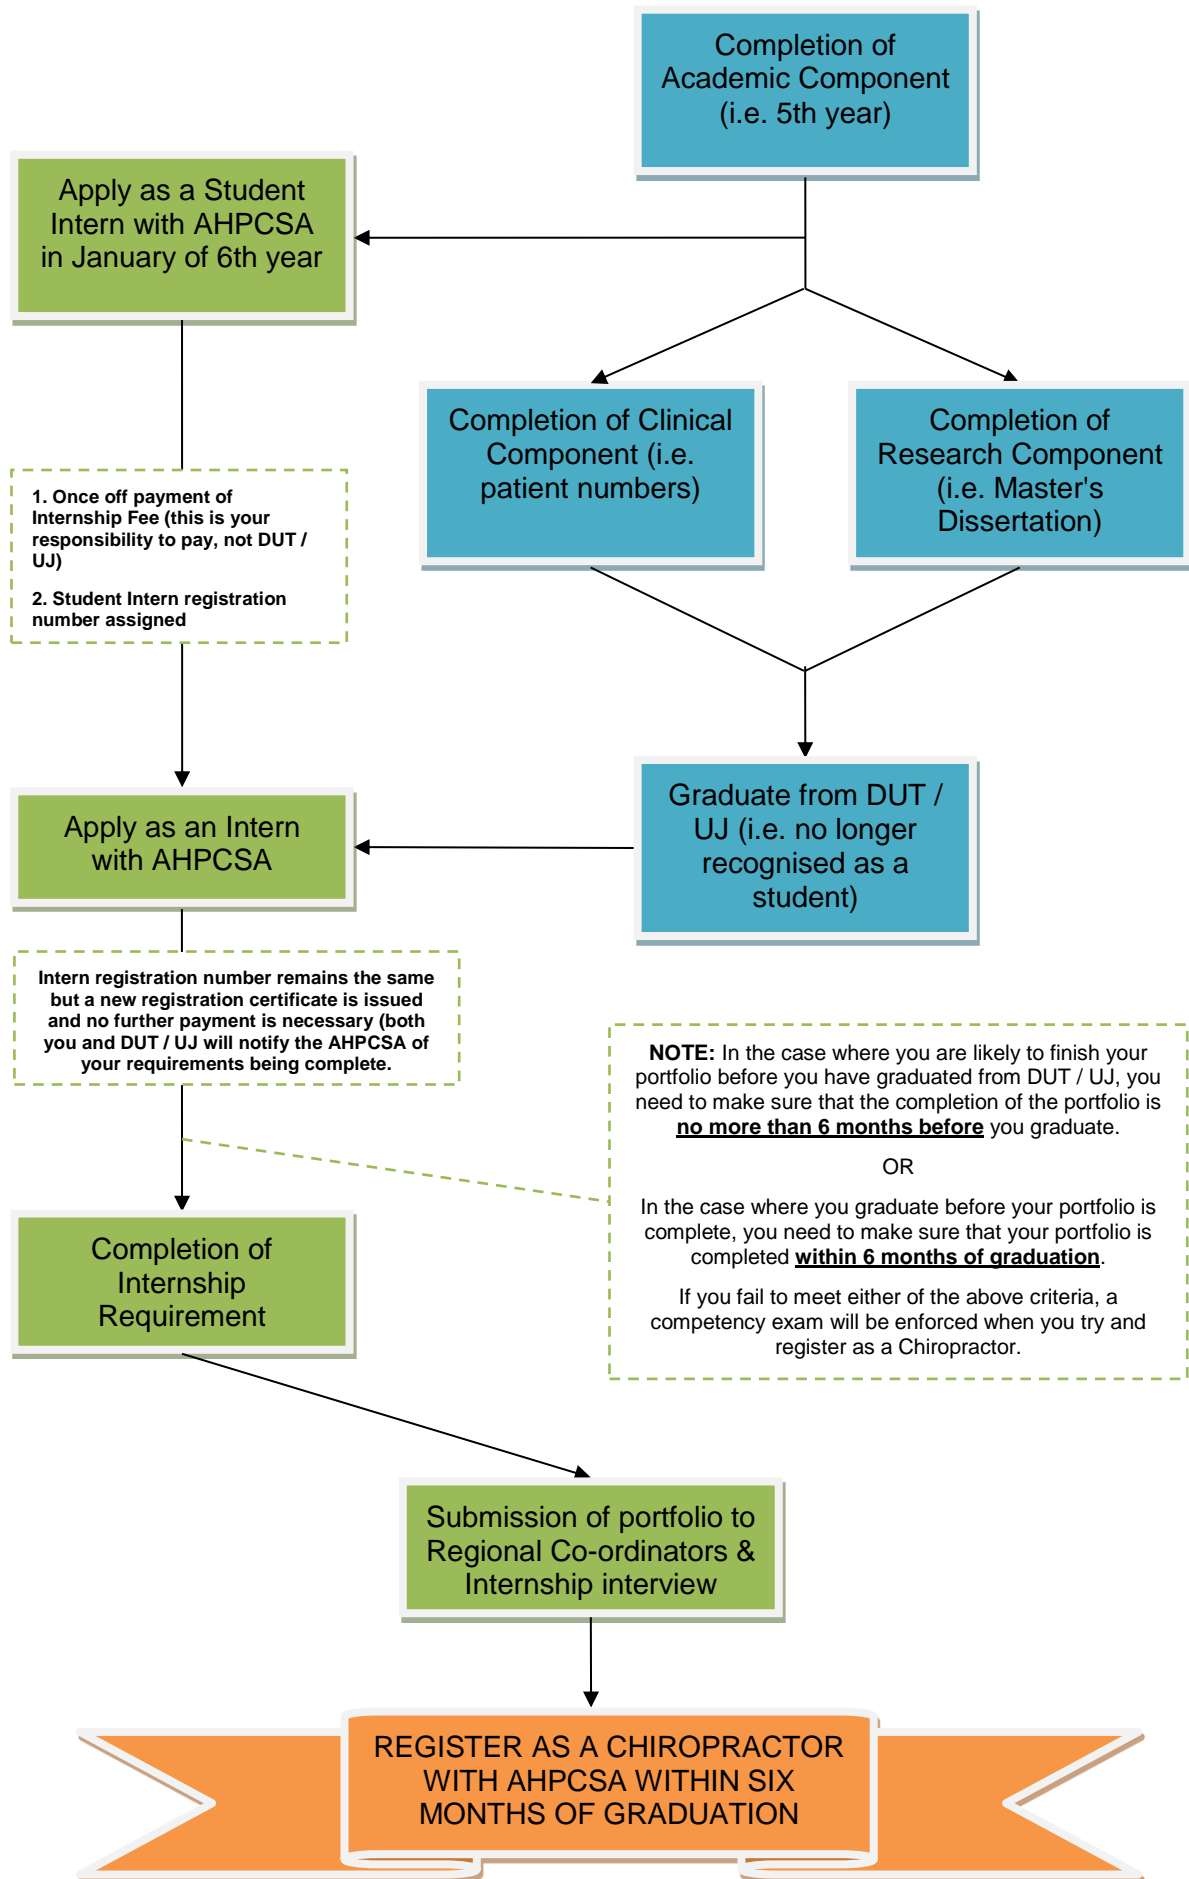 Completion of
Academic Component
(i.e. 5th year)
Apply as a Student
Intern with AHPCSA
in January of 6th year
Completion of Clinical
Component (i.e.
patient numbers)
Completion of
Research Component
(i.e. Master's
Dissertation)
1. Once off payment of
Internship Fee (this is your
responsibility to pay, not DUT /
UJ)
2. Student Intern registration
number assigned
Graduate from DUT /
UJ (i.e. no longer
recognised as a
student)
Apply as an Intern
with AHPCSA
Intern registration number remains the same
but a new registration certificate is issued
and no further payment is necessary (both
you and DUT / UJ will notify the AHPCSA of
your requirements being complete.
NOTE: In the case where you are likely to finish your
portfolio before you have graduated from DUT / UJ, you
need to make sure that the completion of the portfolio is
no more than 6 months before you graduate.
OR
In the case where you graduate before your portfolio is
complete, you need to make sure that your portfolio is
completed within 6 months of graduation.
If you fail to meet either of the above criteria, a
competency exam will be enforced when you try and
register as a Chiropractor.
Completion of
Internship
Requirement
Submission of portfolio to
Regional Co-ordinators &
Internship interview
REGISTER AS A CHIROPRACTOR
WITH AHPCSA WITHIN SIX
MONTHS OF GRADUATION